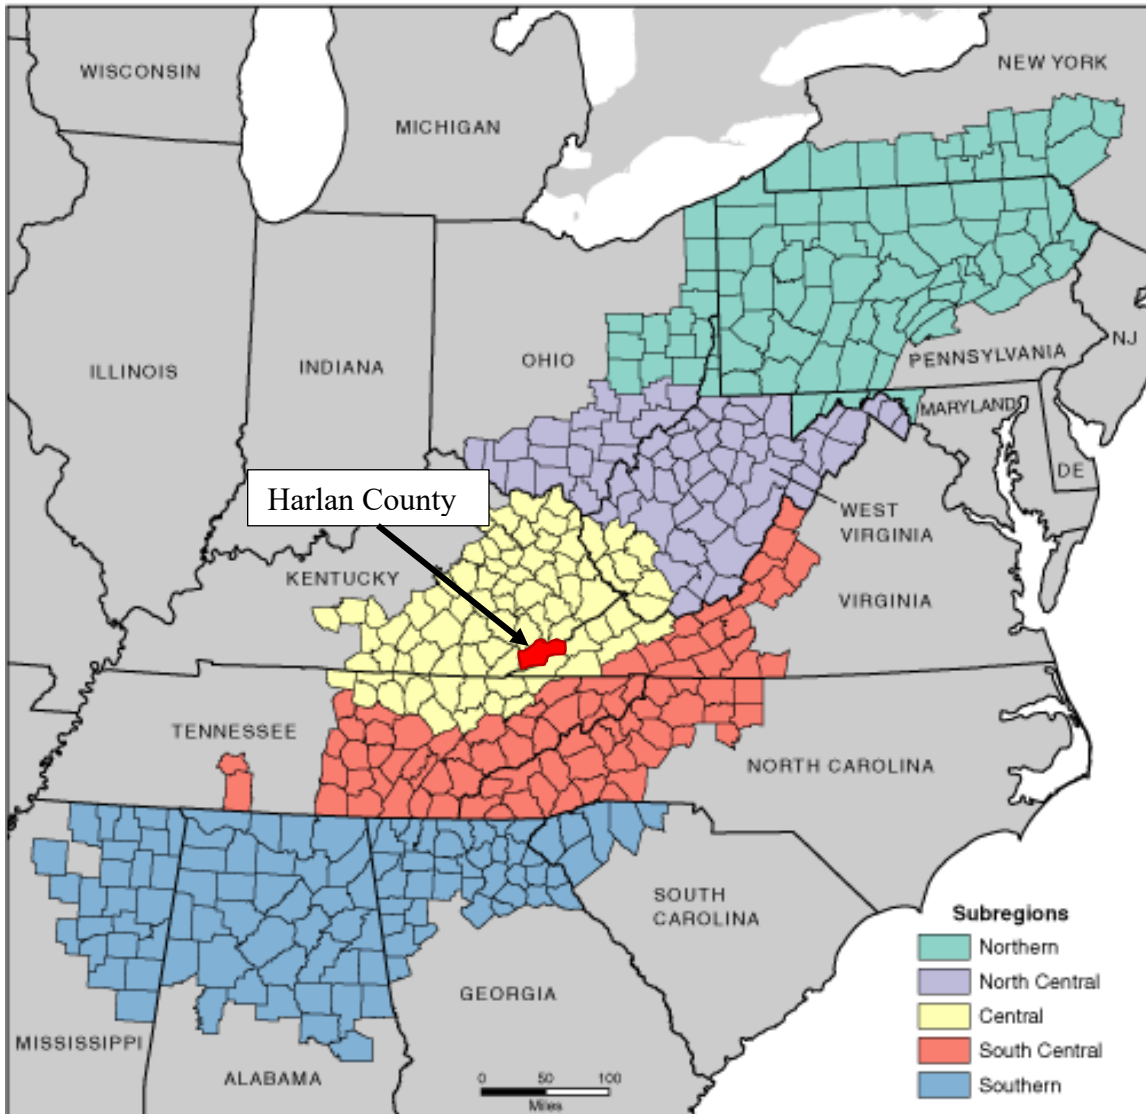 WISCONSIN
MICHIGAN
NEW YORK
ILLINOIS
INDIANA
OHIO
PENNSYLVANIA
NJ
MARYLAND
DE
Harlan County
WEST
VIRGINIA
KENTUCKY
VIRGINIA
TENNESSEE
NORTH CAROLINA
SOUTH
CAROLINA
GEORGIA
MISSISSIPPI
ALABAMA
Subregions
Northern
North Central
Central
South Central
Southern
0 50 100
Miles